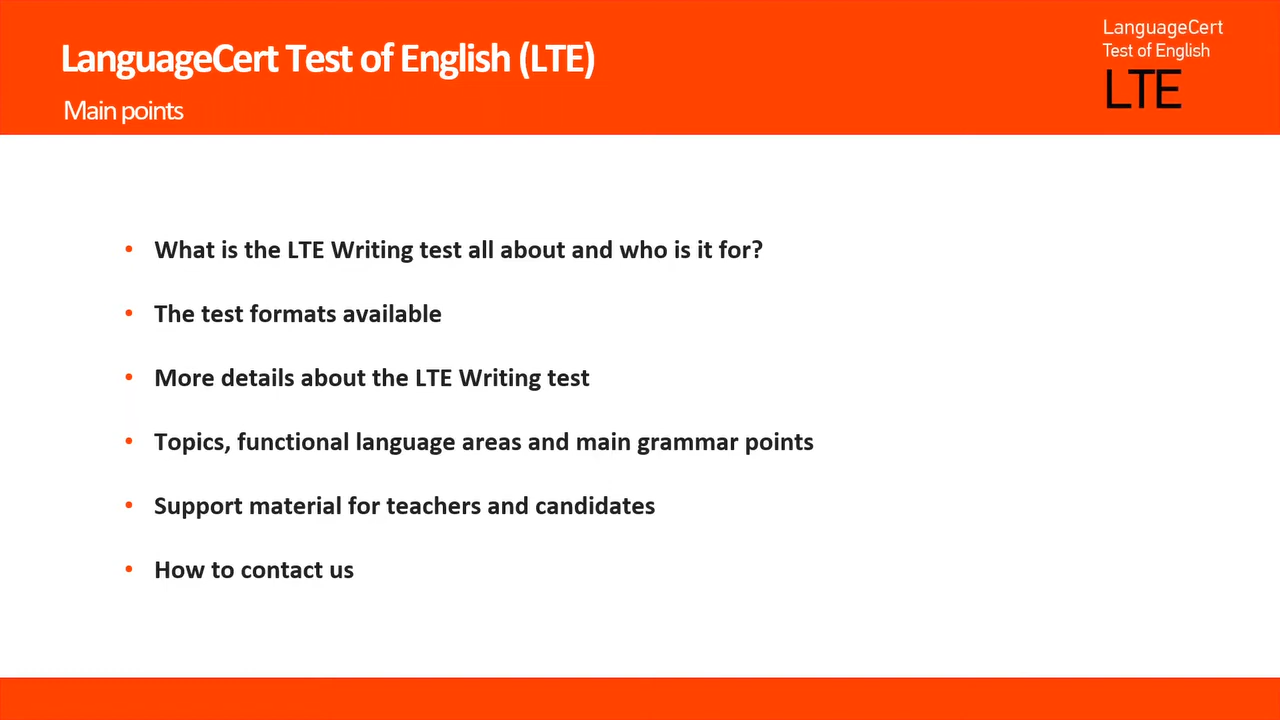 LanguageCert Test of English (LTE)
Main points
LanguageCert
Test of English
LTE
• What is the LTE Writing test all about and who is it for?
• The test formats available
• More details about the LTE Writing test
• Topics, functional language areas and main grammar points
• Support material for teachers and candidates
• How to contact us